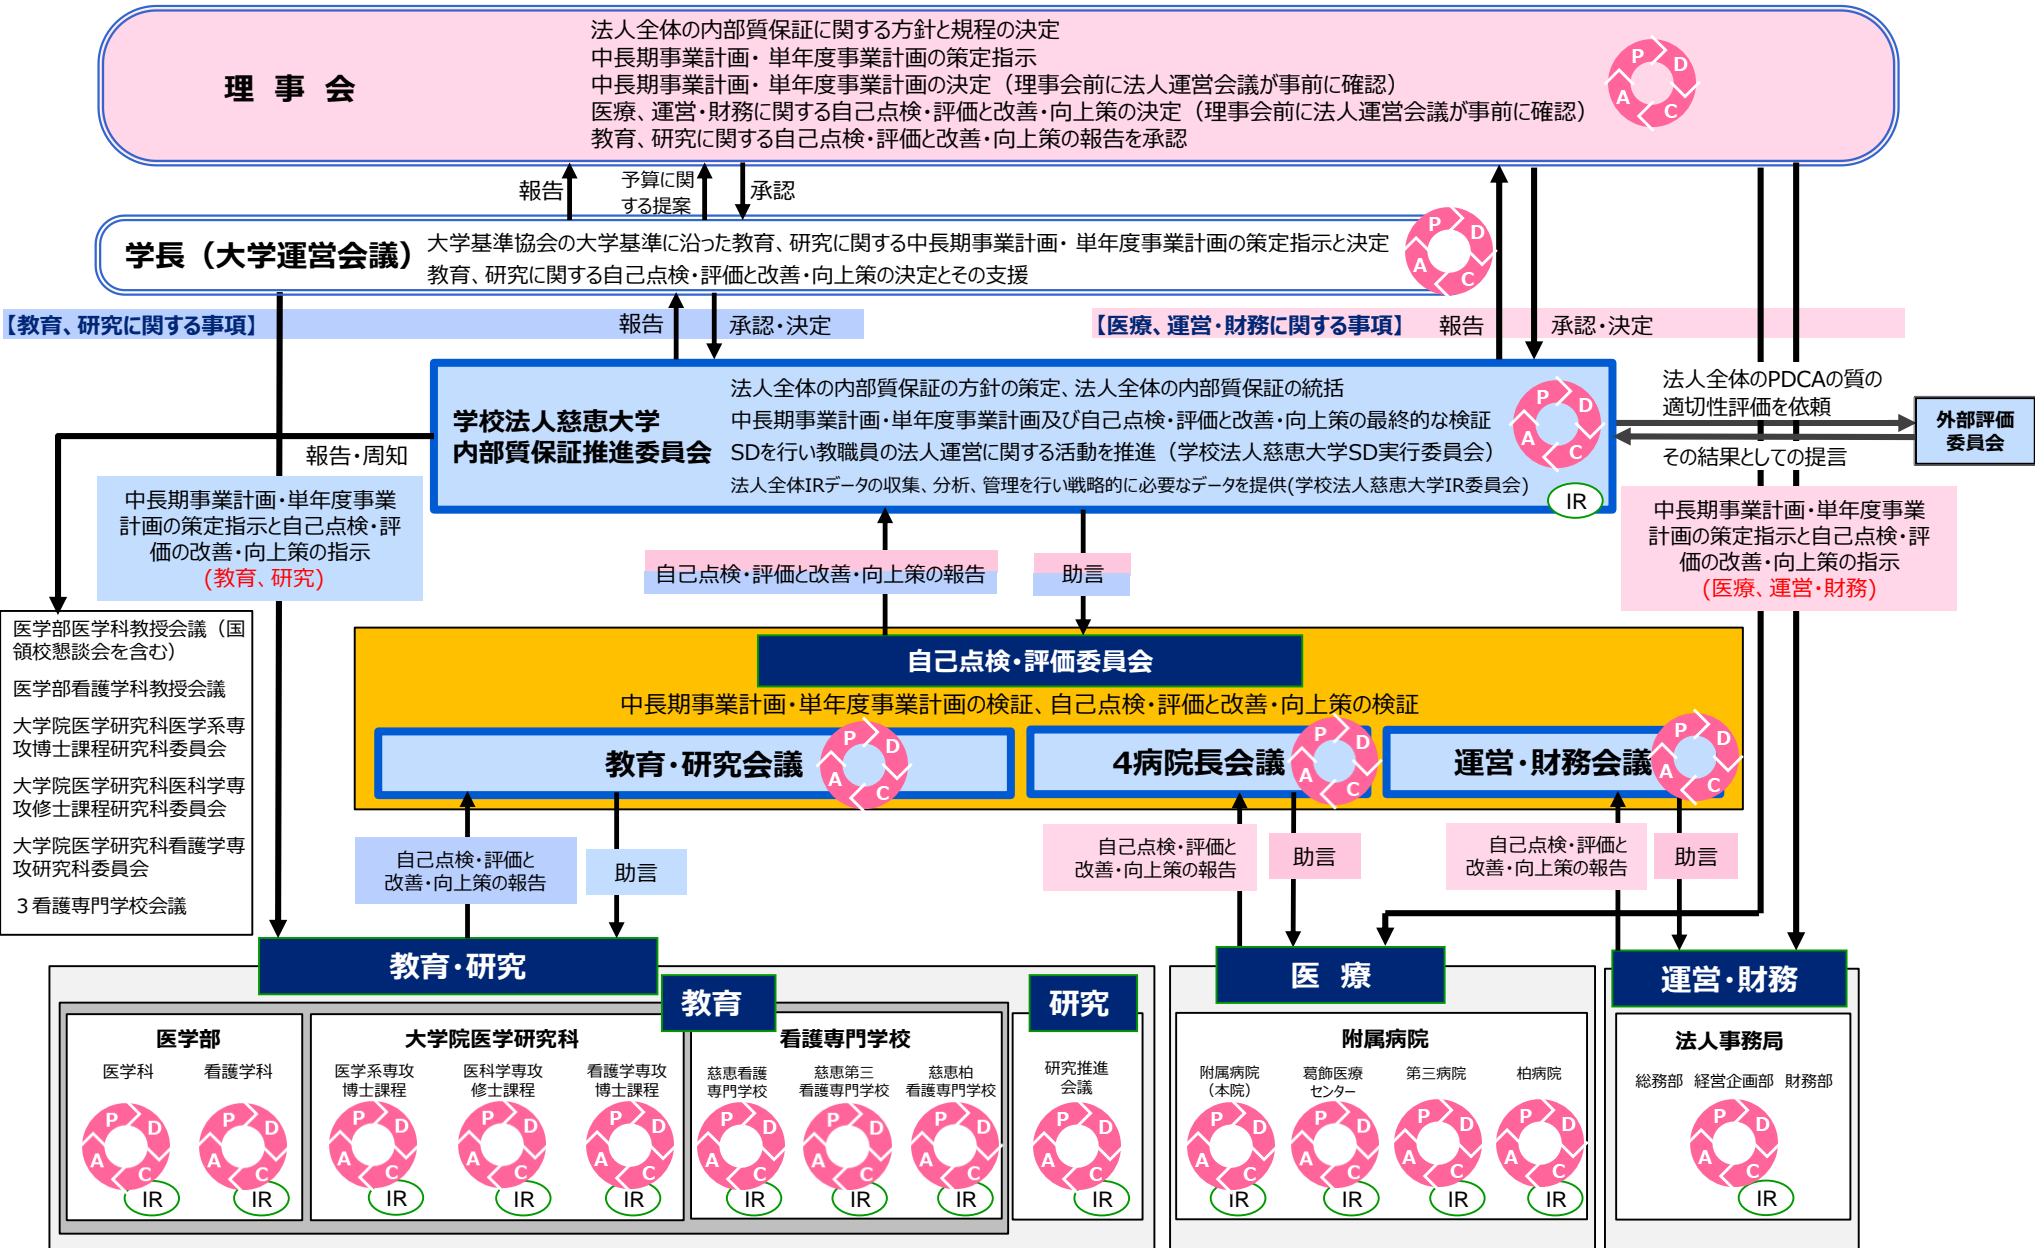 理 事 会
法人全体の内部質保証に関する方針と規程の決定
中長期事業計画・ 単年度事業計画の策定指示
中長期事業計画・ 単年度事業計画の決定（理事会前に法人運営会議が事前に確認）
医療、運営・財務に関する自己点検・評価と改善・向上策の決定（理事会前に法人運営会議が事前に確認）
教育、研究に関する自己点検・評価と改善・向上策の報告を承認
P
D
A
C
報告
予算に関
する提案
承認
学長（大学運営会議）
大学基準協会の大学基準に沿った教育、研究に関する中長期事業計画・ 単年度事業計画の策定指示と決定
教育、研究に関する自己点検・評価と改善・向上策の決定とその支援
P
D
A
C
【教育、研究に関する事項】
報告
承認・決定
【医療、運営・財務に関する事項】
報告
承認・決定
学校法人慈恵大学
内部質保証推進委員会
法人全体の内部質保証の方針の策定、法人全体の内部質保証の統括
中長期事業計画・単年度事業計画及び自己点検・評価と改善・向上策の最終的な検証
SDを行い教職員の法人運営に関する活動を推進（学校法人慈恵大学SD実行委員会）
法人全体IRデータの収集、分析、管理を行い戦略的に必要なデータを提供(学校法人慈恵大学IR委員会)
P
D
A
C
IR
法人全体のPDCAの質の
適切性評価を依頼
その結果としての提言
外部評価
委員会
報告・周知
中長期事業計画・単年度事業
計画の策定指示と自己点検・評
価の改善・向上策の指示
(教育、研究)
自己点検・評価と改善・向上策の報告
助言
中長期事業計画・単年度事業
計画の策定指示と自己点検・評
価の改善・向上策の指示
(医療、運営・財務)
医学部医学科教授会議（国
領校懇談会を含む）
医学部看護学科教授会議
大学院医学研究科医学系専
攻博士課程研究科委員会
大学院医学研究科医科学専
攻修士課程研究科委員会
大学院医学研究科看護学専
攻研究科委員会
３看護専門学校会議
自己点検・評価委員会
中長期事業計画・単年度事業計画の検証、自己点検・評価と改善・向上策の検証
教育・研究会議
P
D
A
C
4病院長会議
P
D
A
C
運営・財務会議
P
D
A
C
自己点検・評価と
改善・向上策の報告
助言
自己点検・評価と
改善・向上策の報告
助言
自己点検・評価と
改善・向上策の報告
助言
教育・研究
教育
研究
医 療
運営・財務
医学部
医学科
看護学科
P
D
A
C
IR
P
D
A
C
IR
大学院医学研究科
医学系専攻
博士課程
医科学専攻
修士課程
看護学専攻
博士課程
P
D
A
C
IR
P
D
A
C
IR
P
D
A
C
IR
看護専門学校
慈恵看護
専門学校
慈恵第三
看護専門学校
慈恵柏
看護専門学校
P
D
A
C
IR
P
D
A
C
IR
P
D
A
C
IR
研究推進
会議
P
D
A
C
IR
附属病院
附属病院
（本院）
葛飾医療
センター
第三病院
柏病院
P
D
A
C
IR
P
D
A
C
IR
P
D
A
C
IR
P
D
A
C
IR
法人事務局
総務部 経営企画部 財務部
P
D
A
C
IR